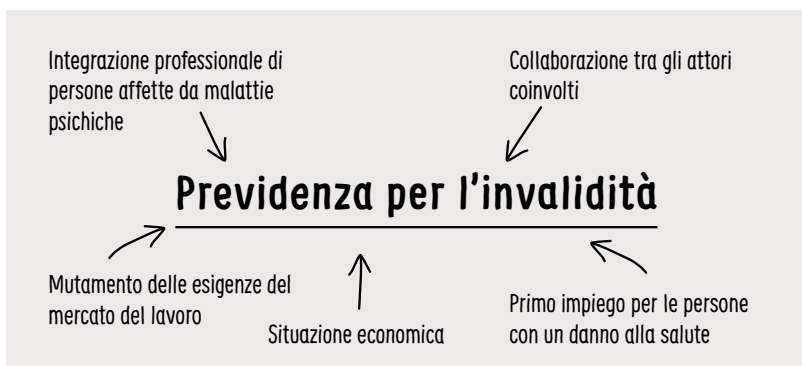 Integrazione professionale di
persone affette da malattie
psichiche
Collaborazione tra gli attori
coinvolti
Previdenza per l'invalidità
Mutamento delle esigenze del
mercato del lavoro
Situazione economica
Primo impiego per le persone
con un danno alla salute